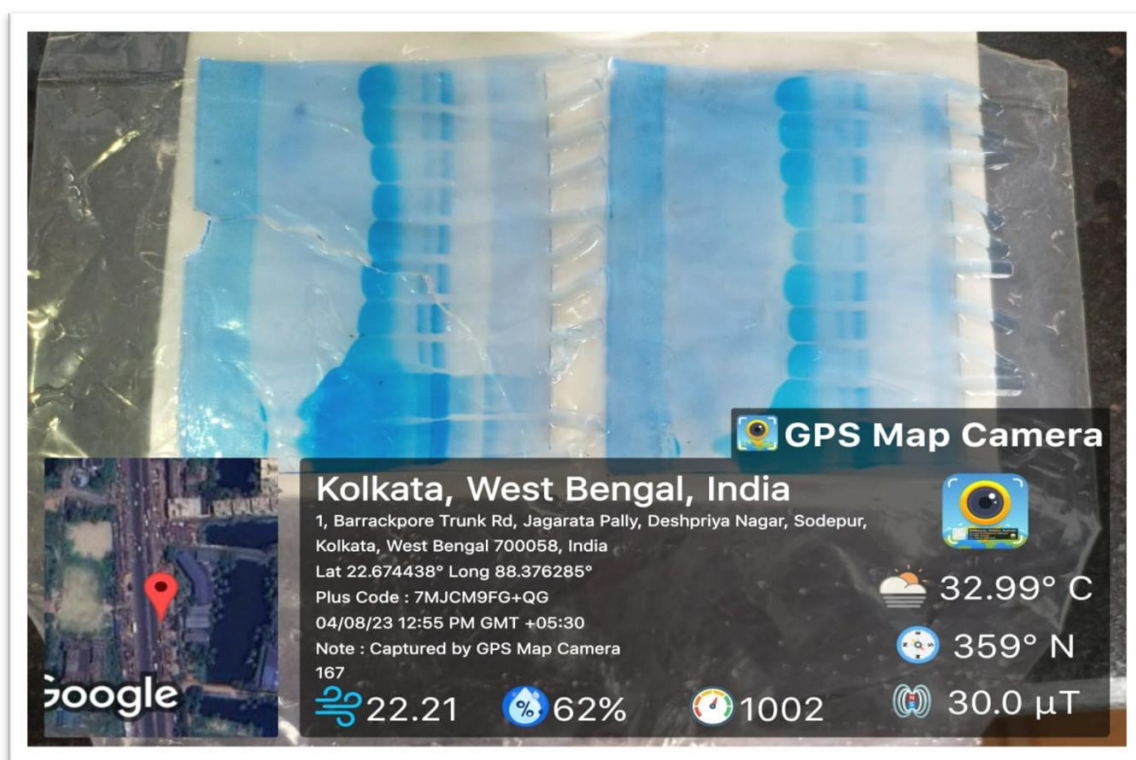 GPS Map Camera
Kolkata, West Bengal, India
1, Barrackpore Trunk Rd, Jagarata Pally, Deshpriya Nagar, Sodepur,
Kolkata, West Bengal 700058, India
Lat 22.674438° Long 88.376285°
Plus Code : 7MJCM9FG+QG
04/08/23 12:55 PM GMT +05:30
Note : Captured by GPS Map Camera
167
32.99° C
359° N
22.21
% 62%
1002
30.0 µT
Google